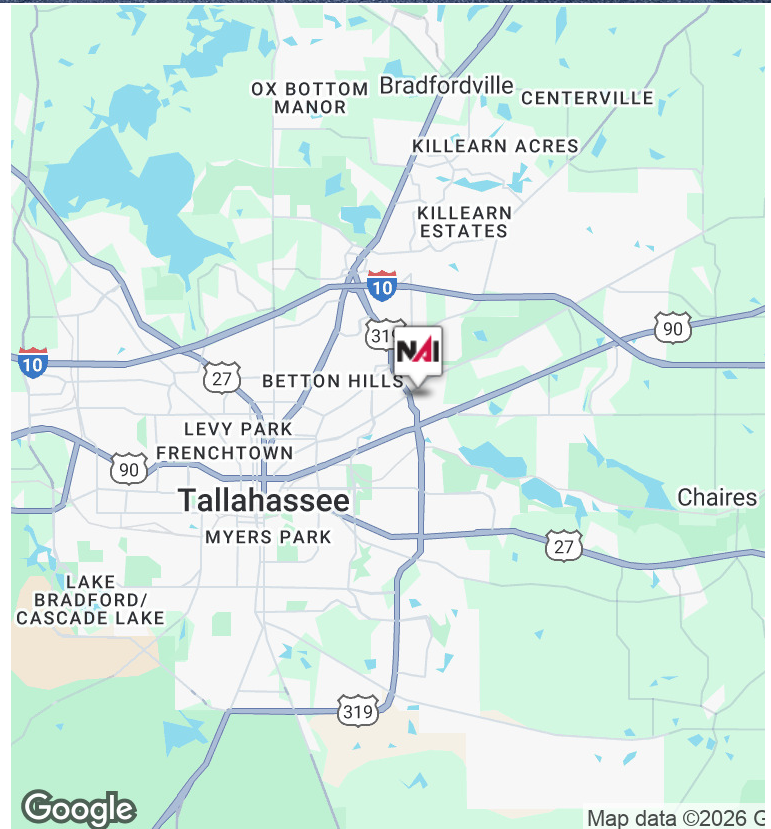 OX BOTTOM
MANOR
Bradfordville
CENTERVILLE
KILLEARN ACRES
KILLEARN
ESTATES
10
319
90
NAI
10
27
BETTON HILLS
LEVY PARK
FRENCHTOWN
90
Tallahassee
Chaires
MYERS PARK
27
LAKE
BRADFORD/
CASCADE LAKE
319
Google
Map data ©2026 G